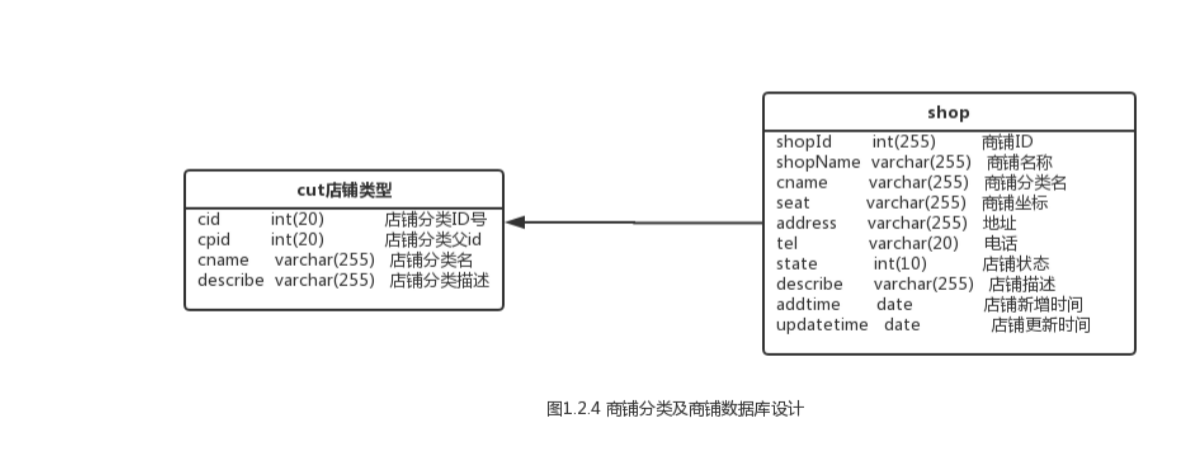 cut店铺类型
cid int(20) 店铺分类ID号
cpid int(20) 店铺分类父id
cname varchar(255) 店铺分类名
describe varchar(255) 店铺分类描述
shop
shopId int(255) 商铺ID
shopName varchar(255) 商铺名称
cname varchar(255) 商铺分类名
seat varchar(255) 商铺坐标
address varchar(255) 地址
tel varchar(20) 电话
state int(10) 店铺状态
describe varchar(255) 店铺描述
addtime date 店铺新增时间
updatetime date 店铺更新时间
图1.2.4 商铺分类及商铺数据库设计